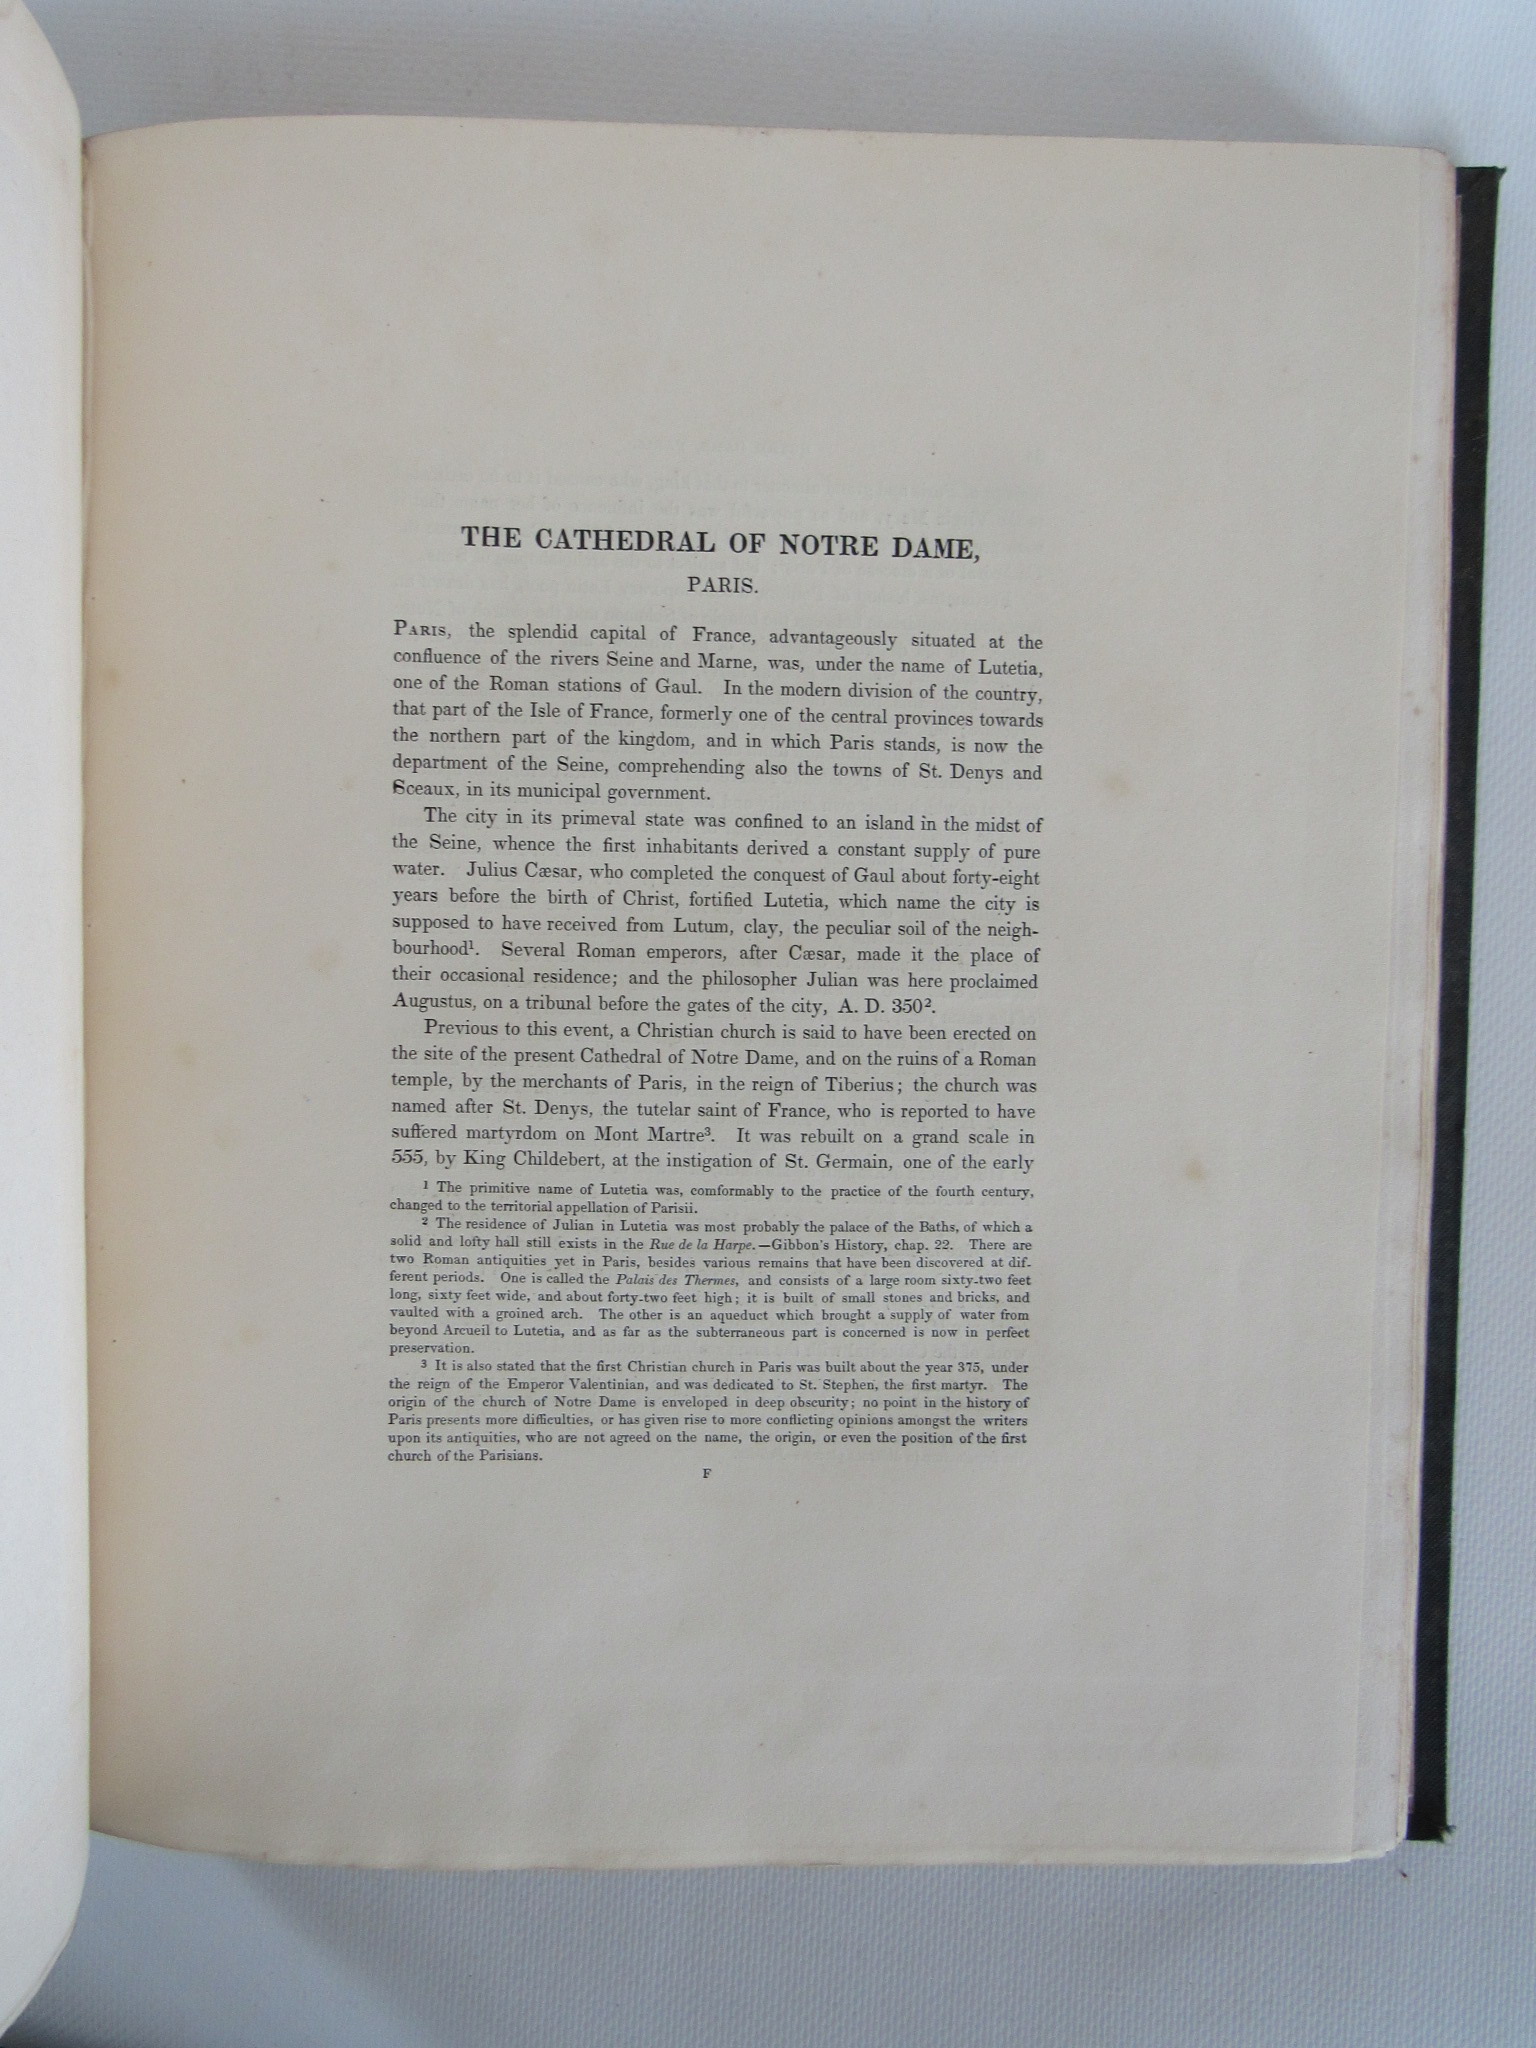 THE CATHEDRAL OF NOTRE DAME,
PARIS.
PARIS, the splendid capital of France, advantageously situated at the
confluence of the rivers Seine and Marne, was, under the name of Lutetia,
one of the Roman stations of Gaul. In the modern division of the country,
that part of the Isle of France, formerly one of the central provinces towards
the northern part of the kingdom, and in which Paris stands, is now the
department of the Seine, comprehending also the towns of St. Denys and
Sceaux, in its municipal government.
The city in its primeval state was confined to an island in the midst of
the Seine, whence the first inhabitants derived a constant supply of pure
water. Julius Cæsar, who completed the conquest of Gaul about forty-eight
years before the birth of Christ, fortified Lutetia, which name the city is
supposed to have received from Lutum, clay, the peculiar soil of the neigh-
bourhood¹. Several Roman emperors, after Cæsar, made it the place of
their occasional residence; and the philosopher Julian was here proclaimed
Augustus, on a tribunal before the gates of the city, A. D. 350².
Previous to this event, a Christian church is said to have been erected on
the site of the present Cathedral of Notre Dame, and on the ruins of a Roman
temple, by the merchants of Paris, in the reign of Tiberius; the church was
named after St. Denys, the tutelar saint of France, who is reported to have
suffered martyrdom on Mont Martre³. It was rebuilt on a grand scale in
555, by King Childebert, at the instigation of St. Germain, one of the early
¹ The primitive name of Lutetia was, comformably to the practice of the fourth century,
changed to the territorial appellation of Parisii.
² The residence of Julian in Lutetia was most probably the palace of the Baths, of which a
solid and lofty hall still exists in the Rue de la Harpe.—Gibbon's History, chap. 22. There are
two Roman antiquities yet in Paris, besides various remains that have been discovered at dif-
ferent periods. One is called the Palais des Thermes, and consists of a large room sixty-two feet
long, sixty feet wide, and about forty-two feet high; it is built of small stones and bricks, and
vaulted with a groined arch. The other is an aqueduct which brought a supply of water from
beyond Arcueil to Lutetia, and as far as the subterraneous part is concerned is now in perfect
preservation.
³ It is also stated that the first Christian church in Paris was built about the year 375, under
the reign of the Emperor Valentinian, and was dedicated to St. Stephen, the first martyr. The
origin of the church of Notre Dame is enveloped in deep obscurity; no point in the history of
Paris presents more difficulties, or has given rise to more conflicting opinions amongst the writers
upon its antiquities, who are not agreed on the name, the origin, or even the position of the first
church of the Parisians.
F